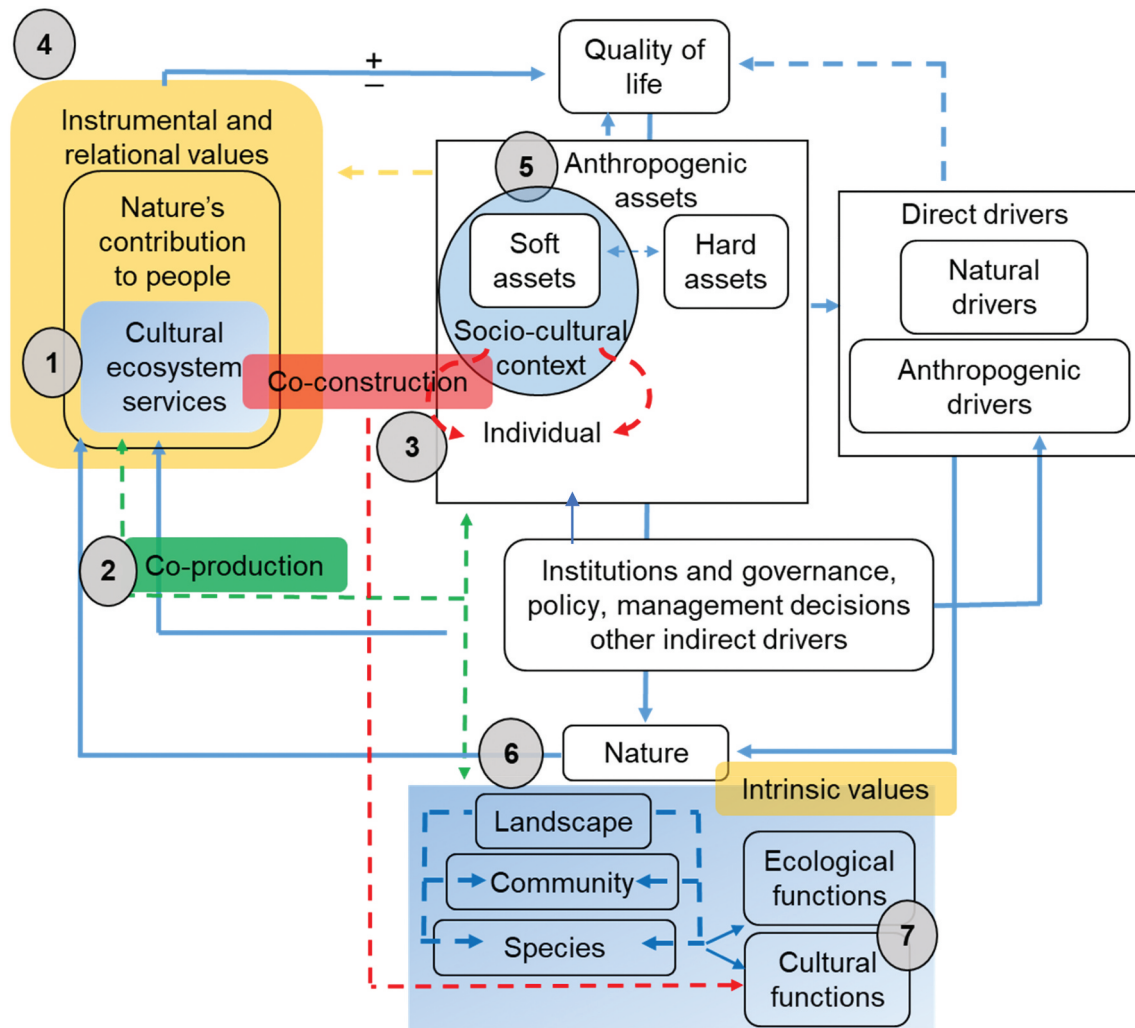 4
Quality of
life
+
−
Instrumental and
relational values
Nature's
contribution
to people
1
Cultural
ecosystem
services
5
Anthropogenic
assets
Soft
assets
Hard
assets
Socio-cultural
context
Co-construction
3
Individual
Direct drivers
Natural
drivers
Anthropogenic
drivers
2
Co-production
Institutions and governance,
policy, management decisions
other indirect drivers
6
Nature
Intrinsic values
Landscape
Community
Species
Ecological
functions
7
Cultural
functions